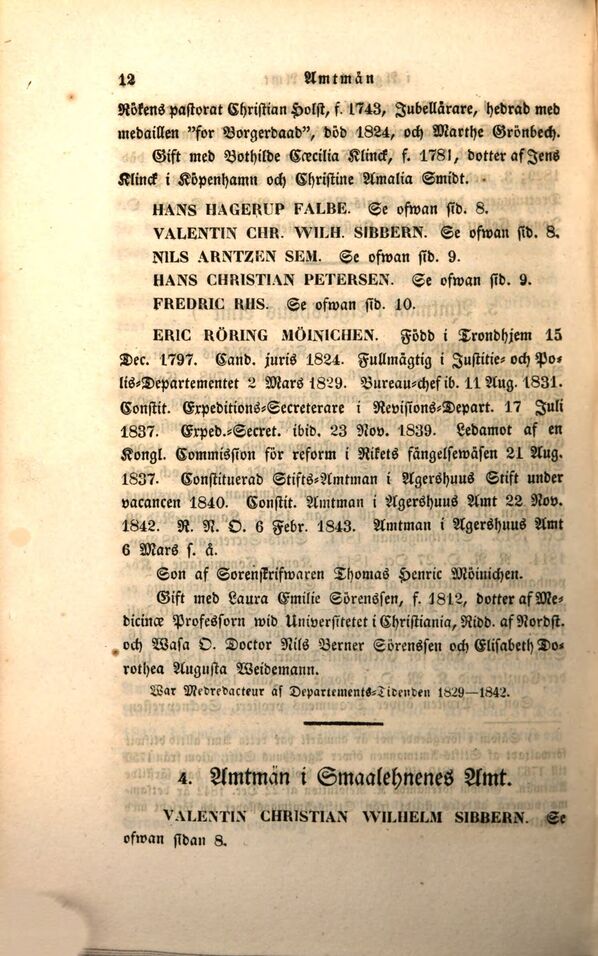 12 Amtmän
Rökens pastorat Christian Holst, f. 1743, Jubellärare, hedrad med
medaillen "for Borgerdaad", död 1824, och Marthe Grönbech.
Gift med Bothilde Cæcilia Klinck, f. 1781, dotter af Jens
Klinck i Köpenhamn och Christine Amalia Smidt.
HANS HAGERUP FALBE. Se ofwan sid. 8.
VALENTIN CHR. WILH. SIBBERN. Se ofwan sid. 8.
NILS ARNTZEN SEM. Se ofwan sid. 9.
HANS CHRISTIAN PETERSEN. Se ofwan sid. 9.
FREDRIC RIIS. Se ofwan sid. 10.
ERIC RÖRING MÖINICHEN. Född i Trondhjem 15
Dec. 1797. Cand. juris 1824. Fullmägtig i Justitie- och Po-
lis-Departementet 2 Mars 1829. Bureau-chef ib. 11 Aug. 1831.
Constit. Expeditions-Secreterare i Revisions-Depart. 17 Juli
1837. Exped.-Secret. ibid. 23 Nov. 1839. Ledamot af en
Kongl. Commission för reform i Rikets fängelsewäsen 21 Aug.
1837. Constituerad Stifts-Amtman i Agershuus Stift under
vacancen 1840. Constit. Amtman i Agershuus Amt 22 Nov.
1842. R. N. O. 6 Febr. 1843. Amtman i Agershuus Amt
6 Mars s. å.
Son af Sorenskrifwaren Thomas Henric Möinichen.
Gift med Laura Emilie Sörenssen, f. 1812, dotter af Me-
dicinæ Professorn wid Universitetet i Christiania, Ridd. af Nordst.
och Wasa O. Doctor Nils Berner Sörenssen och Elisabeth Do-
rothea Augusta Weidemann.
War Medredacteur af Departements-Tidenden 1829—1842.
4. Amtmän i Smaalehnenes Amt.
VALENTIN CHRISTIAN WILHELM SIBBERN. Se
ofwan sidan 8.